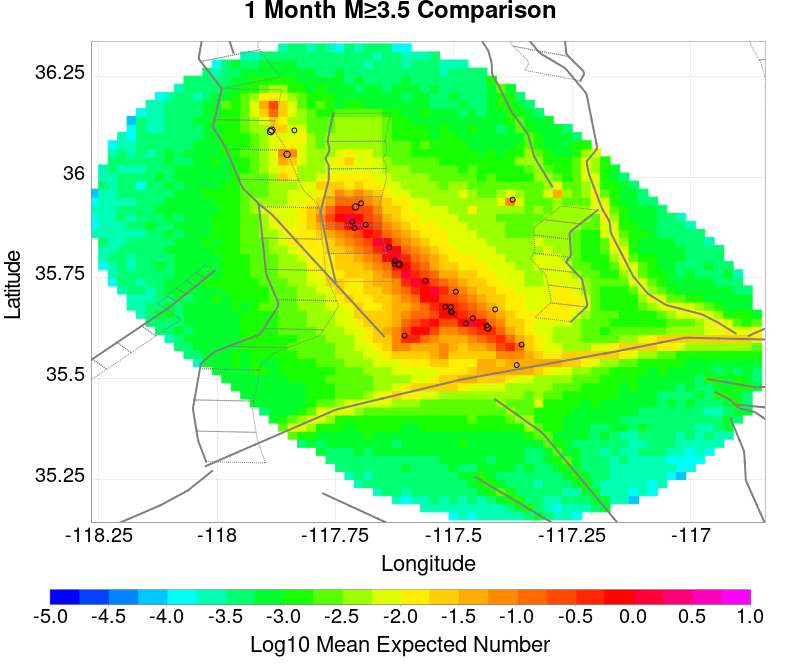 1 Month M≥3.5 Comparison
36.25
36
35.75
35.5
35.25
Latitude
-118.25 -118 -117.75 -117.5 -117.25 -117
Longitude
-5.0 -4.5 -4.0 -3.5 -3.0 -2.5 -2.0 -1.5 -1.0 -0.5 0.0 0.5 1.0
Log10 Mean Expected Number